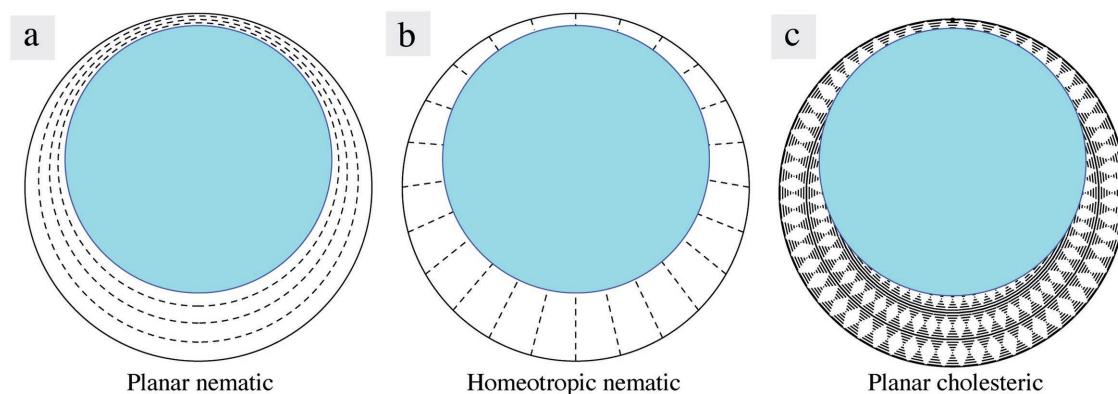 a
b
c
Planar nematic
Homeotropic nematic
Planar cholesteric